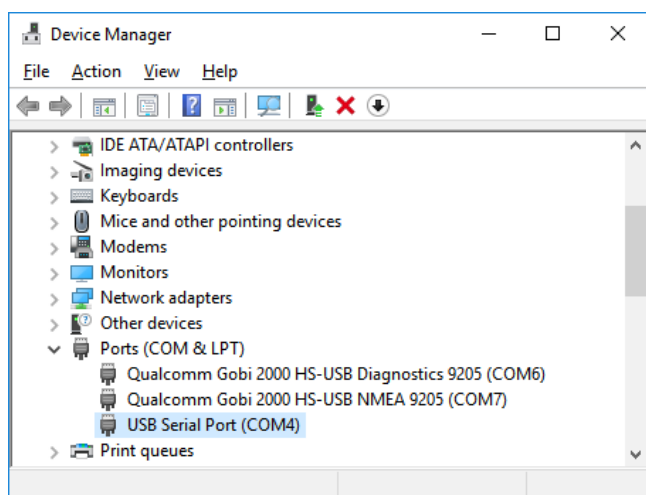 Device Manager
File Action View Help
IDE ATA/ATAPI controllers
Imaging devices
Keyboards
Mice and other pointing devices
Modems
Monitors
Network adapters
Other devices
Ports (COM & LPT)
Qualcomm Gobi 2000 HS-USB Diagnostics 9205 (COM6)
Qualcomm Gobi 2000 HS-USB NMEA 9205 (COM7)
USB Serial Port (COM4)
Print queues